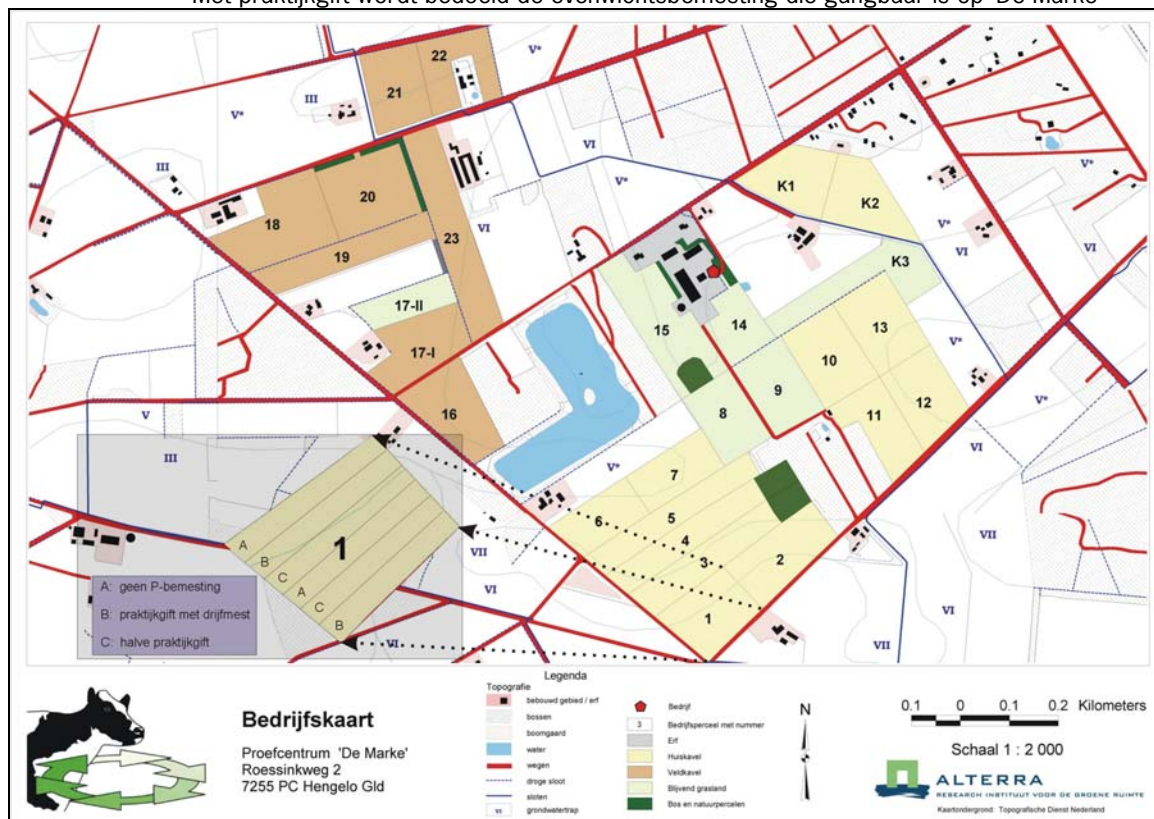 Met praktijkgift wordt bedoeld de evenwichtsbemesting die gangbaar is op 'De Marke'
22
V*
21
III
V*
VI
III
20
V*
K1
18
K2
V*
23
VI
VI
19
K3
17-II
15
14
13
17-I
10
V*
9
12
16
11
8
V
V*
III
V*
7
VI
6
5
4
VII
3
2
VII
A
1
B
C
A
VI
VI
C
1
B
VI
VII
A: geen P-bemesting
B: praktijkgift met drijfmest
C: halve praktijkgift
Bedrijfskaart
Proefcentrum 'De Marke'
Roessinkweg 2
7255 PC Hengelo Gld
Legenda
Topografie
bebouwd gebied / erf
bossen
boomgaard
water
wegen
droge sloot
sloten
VI grondwatertrap
Bedrijf
3 Bedrijfsperceel met nummer
Erf
Huiskavel
Veldkavel
Blijvend grasland
Bos en natuurpercelen
N
0.1 0 0.1 0.2 Kilometers
Schaal 1 : 2 000
ALTERRA
RESEARCH INSTITUUT VOOR DE GROENE RUIMTE
Kaartondergrond: Topografische Dienst Nederland